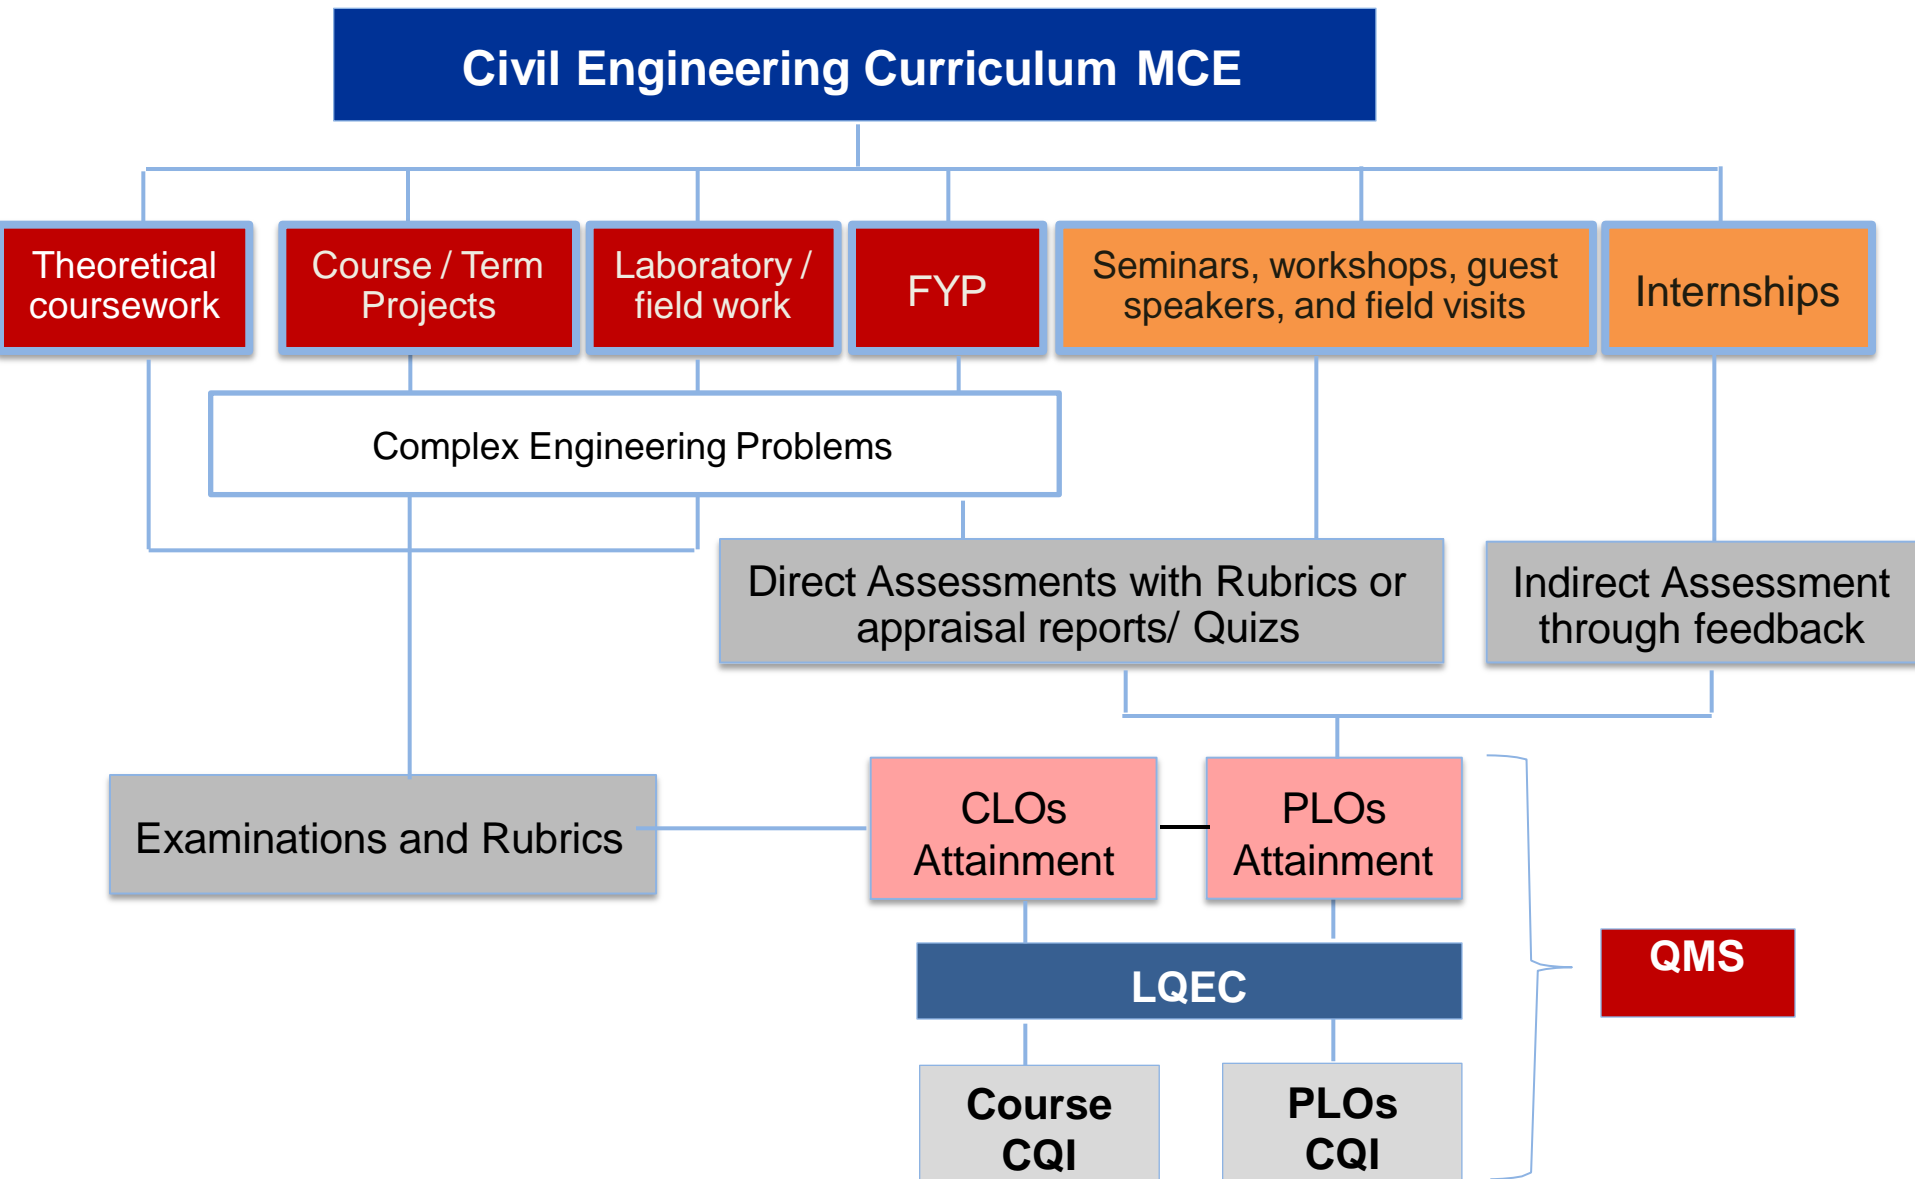 Civil Engineering Curriculum MCE
Theoretical
coursework
Course / Term
Projects
Laboratory /
field work
FYP
Seminars, workshops, guest
speakers, and field visits
Internships
Complex Engineering Problems
Direct Assessments with Rubrics or
appraisal reports/ Quizs
Indirect Assessment
through feedback
Examinations and Rubrics
CLOs
Attainment
PLOs
Attainment
LQEC
QMS
Course
CQI
PLOs
CQI